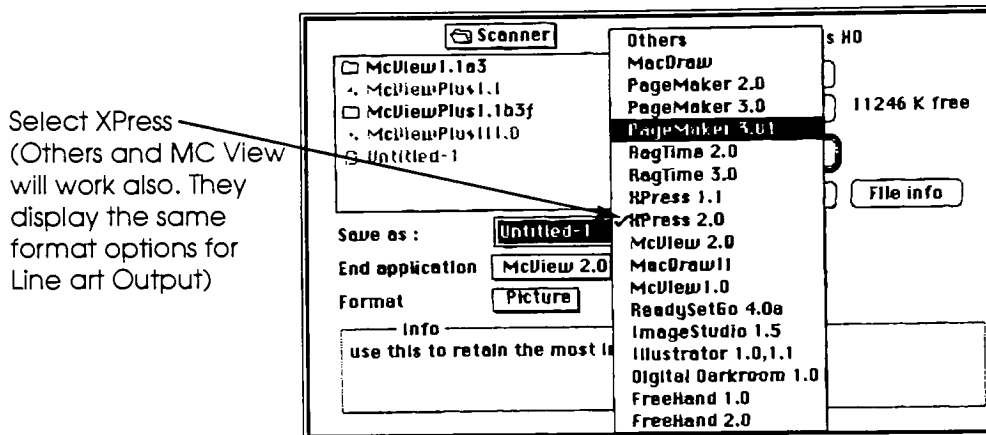 Select XPress
(Others and MC View
will work also. They
display the same
format options for
Line art Output)
Scanner
McView1.1a3
McViewPlus1.1
McViewPlus1.1b3f
McViewPlusIII.0
Untitled-1
Save as :
Untitled-1
End application
McView 2.0
Format
Picture
Info
use this to retain the most
Others
MacDraw
PageMaker 2.0
PageMaker 3.0
PageMaker 3.01
RagTime 2.0
RagTime 3.0
XPress 1.1
XPress 2.0
McView 2.0
MacDrawII
McView1.0
ReadySetGo 4.0a
ImageStudio 1.5
Illustrator 1.0,1.1
Digital Darkroom 1.0
FreeHand 1.0
FreeHand 2.0
s HD
11246 K free
File info